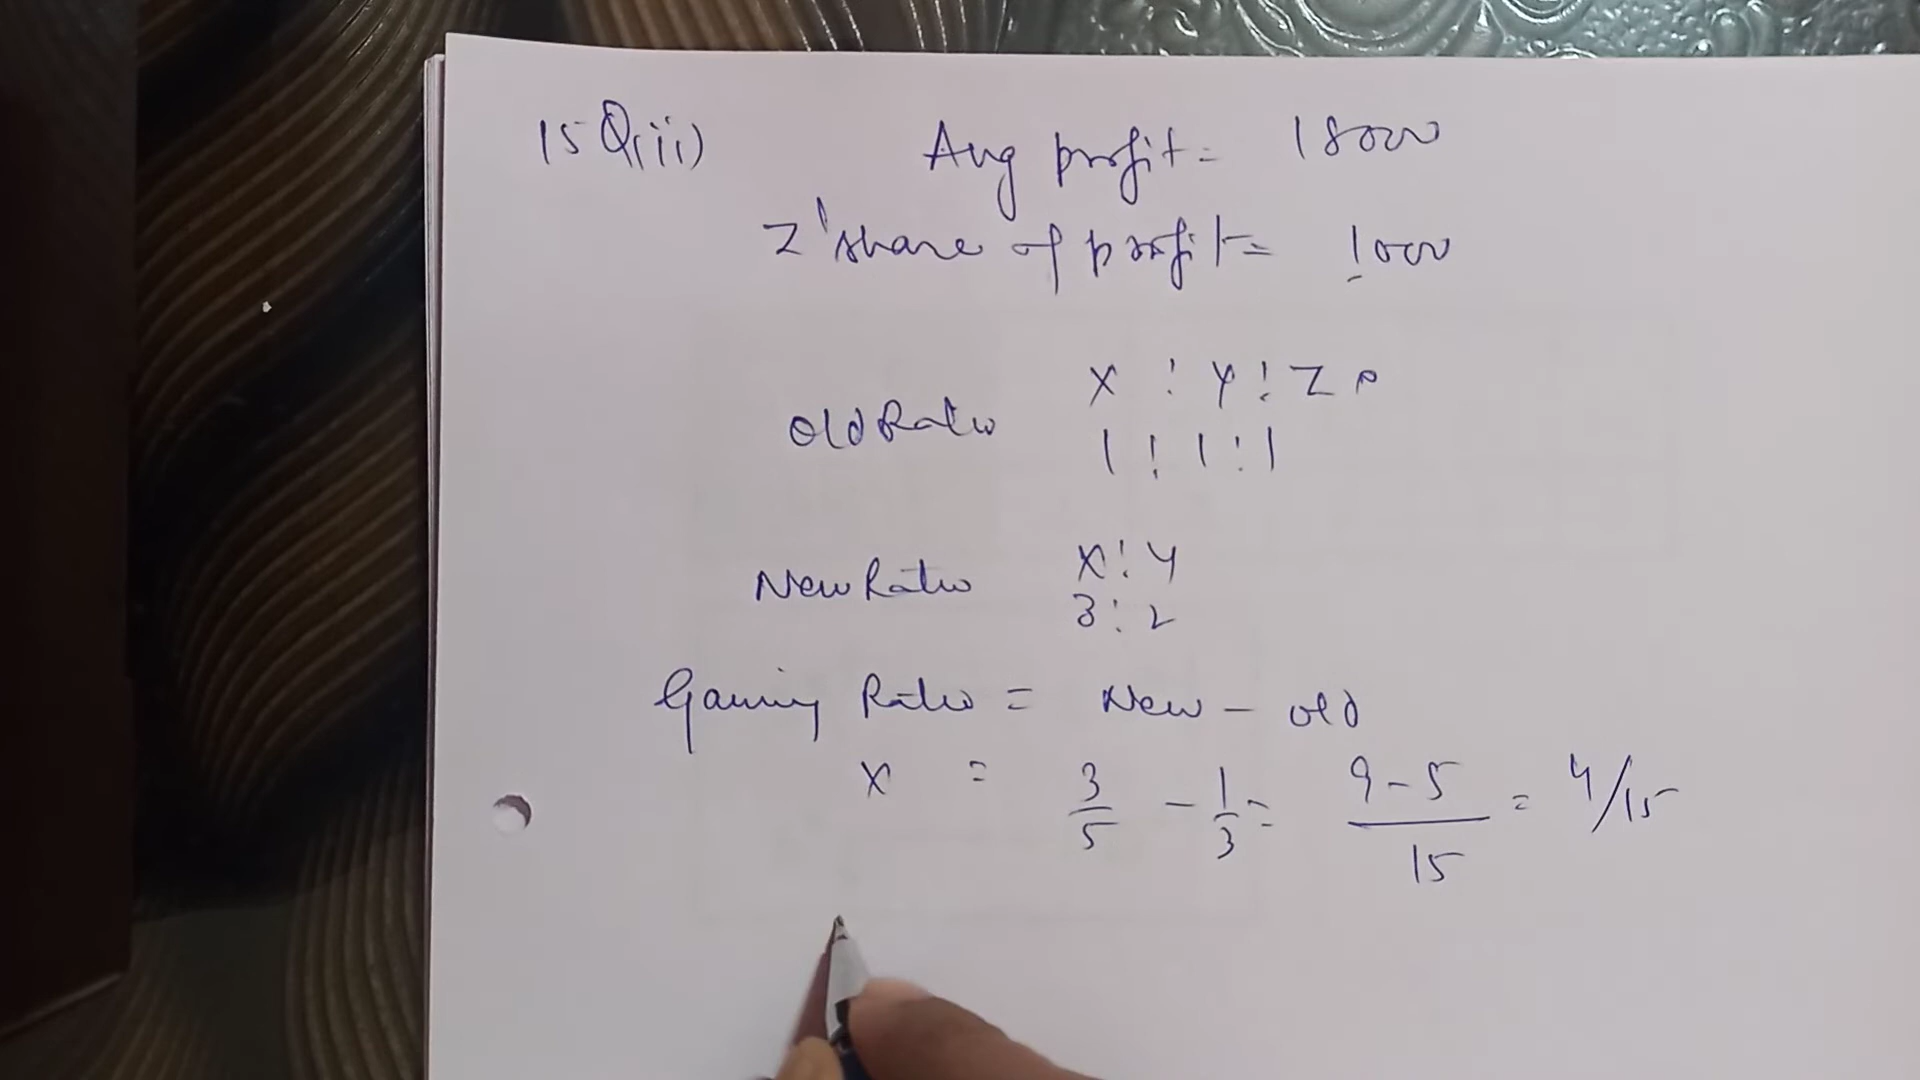 15 Q(ii) Avg profit = 18000
Z' share of profit = 1000
X : Y : Z
Old Ratio 1 : 1 : 1
New Ratio X : Y
3 : 2
Gaining Ratio = New - old
X = 3/5 - 1/3 = 9-5/15 = 4/15